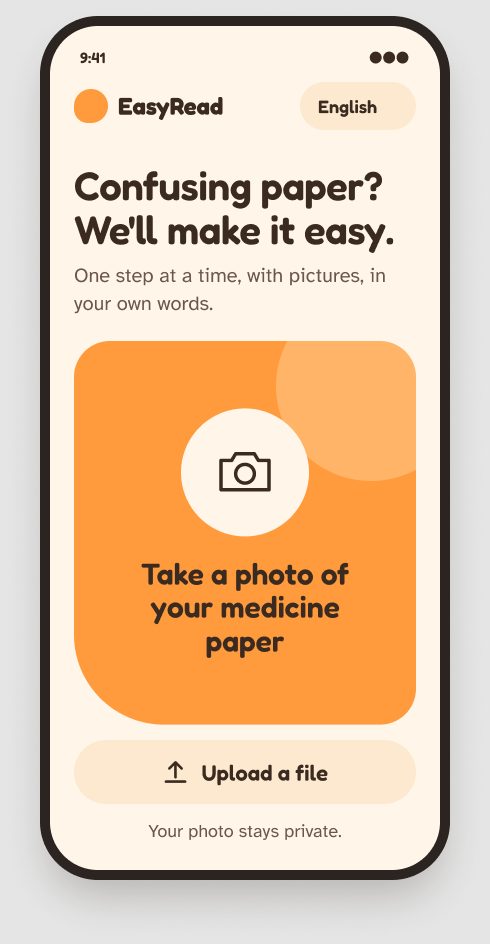 9:41
EasyRead
English
Confusing paper?
We'll make it easy.
One step at a time, with pictures, in
your own words.
Take a photo of
your medicine
paper
Upload a file
Your photo stays private.